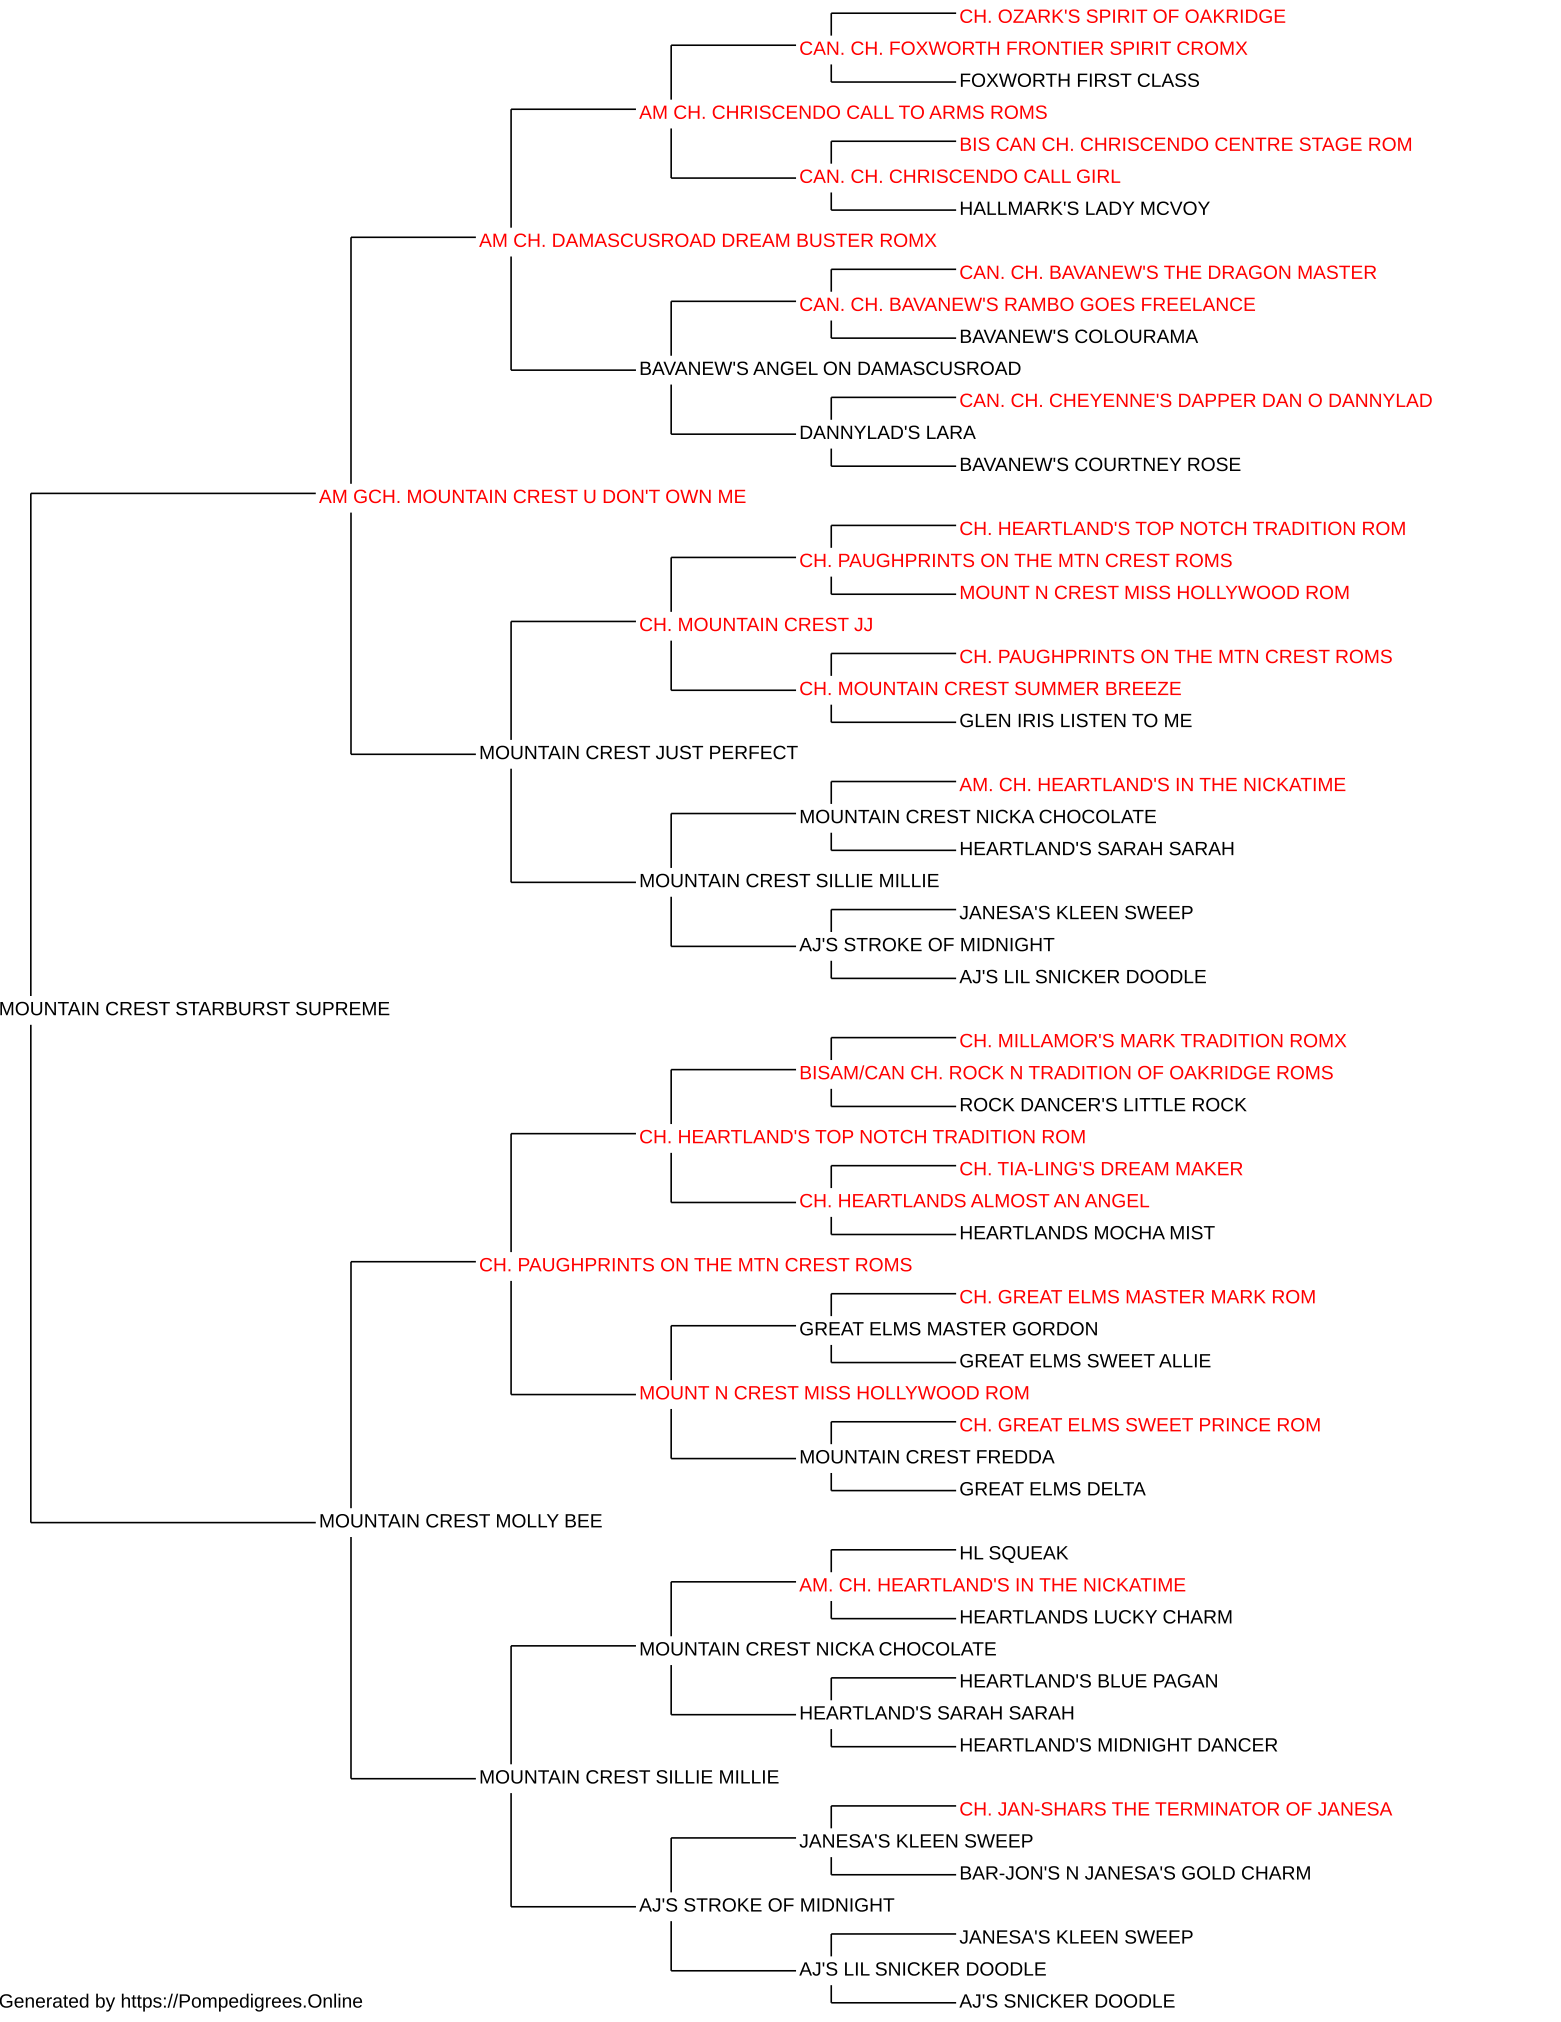 CH. OZARK'S SPIRIT OF OAKRIDGE
CAN. CH. FOXWORTH FRONTIER SPIRIT CROMX
FOXWORTH FIRST CLASS
AM CH. CHRISCENDO CALL TO ARMS ROMS
BIS CAN CH. CHRISCENDO CENTRE STAGE ROM
CAN. CH. CHRISCENDO CALL GIRL
HALLMARK'S LADY MCVOY
AM CH. DAMASCUSROAD DREAM BUSTER ROMX
CAN. CH. BAVANEW'S THE DRAGON MASTER
CAN. CH. BAVANEW'S RAMBO GOES FREELANCE
BAVANEW'S COLOURAMA
BAVANEW'S ANGEL ON DAMASCUSROAD
CAN. CH. CHEYENNE'S DAPPER DAN O DANNYLAD
DANNYLAD'S LARA
BAVANEW'S COURTNEY ROSE
AM GCH. MOUNTAIN CREST U DON'T OWN ME
CH. HEARTLAND'S TOP NOTCH TRADITION ROM
CH. PAUGHPRINTS ON THE MTN CREST ROMS
MOUNT N CREST MISS HOLLYWOOD ROM
CH. MOUNTAIN CREST JJ
CH. PAUGHPRINTS ON THE MTN CREST ROMS
CH. MOUNTAIN CREST SUMMER BREEZE
GLEN IRIS LISTEN TO ME
MOUNTAIN CREST JUST PERFECT
AM. CH. HEARTLAND'S IN THE NICKATIME
MOUNTAIN CREST NICKA CHOCOLATE
HEARTLAND'S SARAH SARAH
MOUNTAIN CREST SILLIE MILLIE
JANESA'S KLEEN SWEEP
AJ'S STROKE OF MIDNIGHT
AJ'S LIL SNICKER DOODLE
MOUNTAIN CREST STARBURST SUPREME
CH. MILLAMOR'S MARK TRADITION ROMX
BISAM/CAN CH. ROCK N TRADITION OF OAKRIDGE ROMS
ROCK DANCER'S LITTLE ROCK
CH. HEARTLAND'S TOP NOTCH TRADITION ROM
CH. TIA-LING'S DREAM MAKER
CH. HEARTLANDS ALMOST AN ANGEL
HEARTLANDS MOCHA MIST
CH. PAUGHPRINTS ON THE MTN CREST ROMS
CH. GREAT ELMS MASTER MARK ROM
GREAT ELMS MASTER GORDON
GREAT ELMS SWEET ALLIE
MOUNT N CREST MISS HOLLYWOOD ROM
CH. GREAT ELMS SWEET PRINCE ROM
MOUNTAIN CREST FREDDA
GREAT ELMS DELTA
MOUNTAIN CREST MOLLY BEE
HL SQUEAK
AM. CH. HEARTLAND'S IN THE NICKATIME
HEARTLANDS LUCKY CHARM
MOUNTAIN CREST NICKA CHOCOLATE
HEARTLAND'S BLUE PAGAN
HEARTLAND'S SARAH SARAH
HEARTLAND'S MIDNIGHT DANCER
MOUNTAIN CREST SILLIE MILLIE
CH. JAN-SHARS THE TERMINATOR OF JANESA
JANESA'S KLEEN SWEEP
BAR-JON'S N JANESA'S GOLD CHARM
AJ'S STROKE OF MIDNIGHT
JANESA'S KLEEN SWEEP
AJ'S LIL SNICKER DOODLE
AJ'S SNICKER DOODLE
Generated by https://Pompedigrees.Online